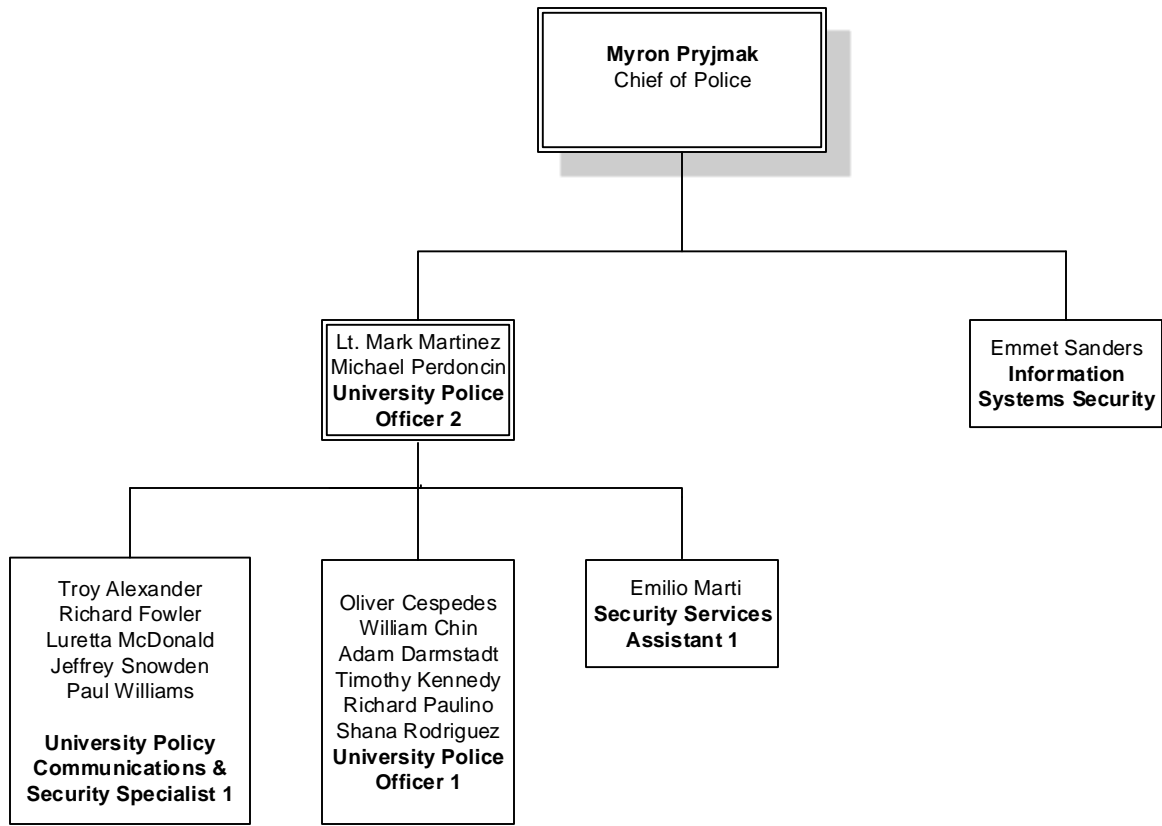 Myron Pryjmak
Chief of Police
Lt. Mark Martinez
Michael Perdoncin
University Police
Officer 2
Emmet Sanders
Information
Systems Security
Troy Alexander
Richard Fowler
Luretta McDonald
Jeffrey Snowden
Paul Williams
University Policy
Communications &
Security Specialist 1
Oliver Cespedes
William Chin
Adam Darmstadt
Timothy Kennedy
Richard Paulino
Shana Rodriguez
University Police
Officer 1
Emilio Marti
Security Services
Assistant 1